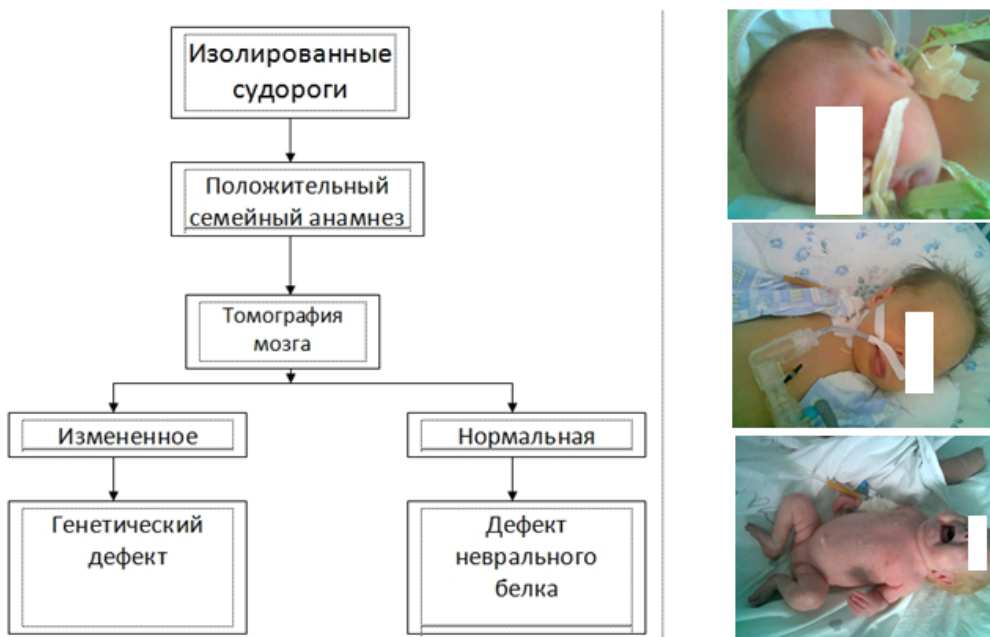 Изолированные
судороги
Положительный
семейный анамнез
Томография
мозга
Измененное
Нормальная
Генетический
дефект
Дефект
неврального
белка